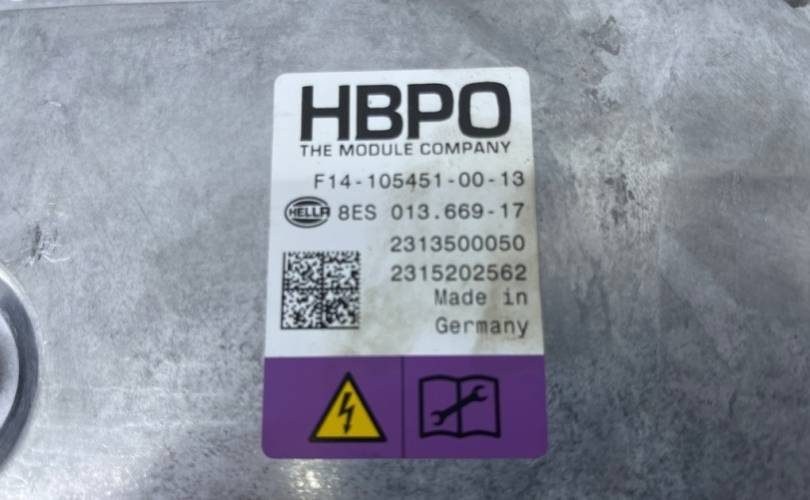 HBPO
THE MODULE COMPANY
F14-105451-00-13
HELLA 8ES 013.669-17
2313500050
2315202562
Made in
Germany